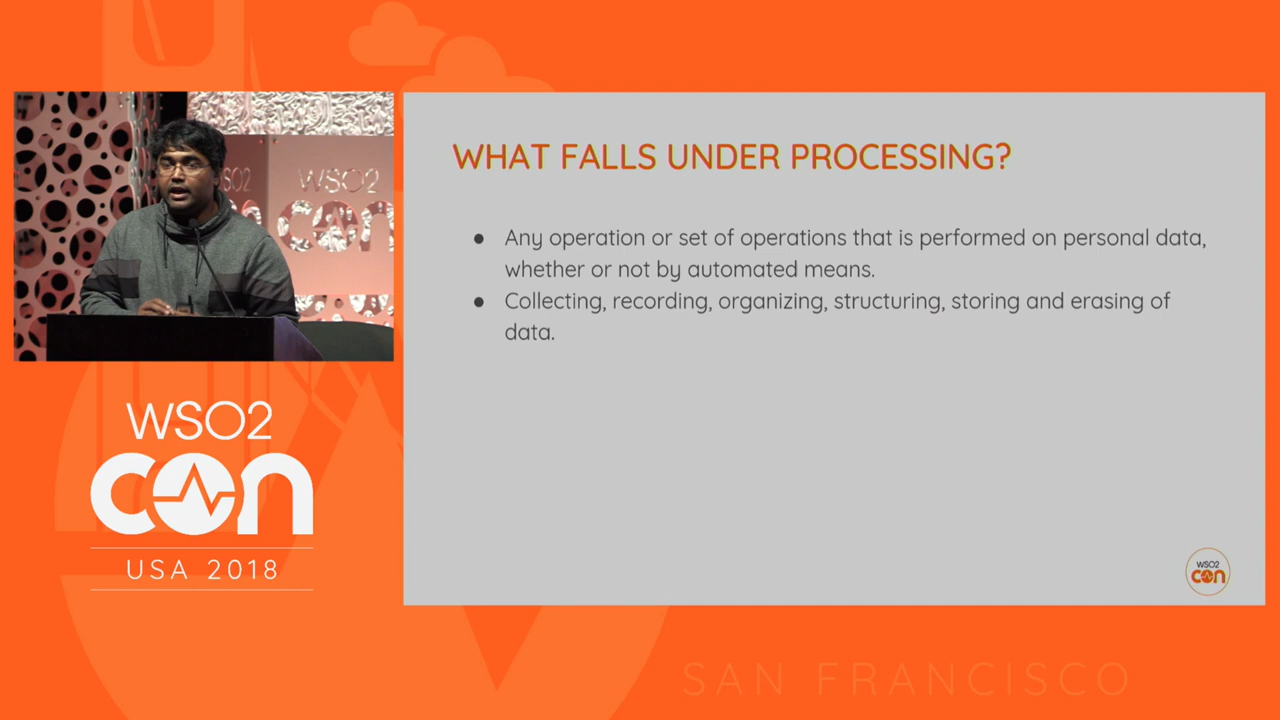 WSO2
WSO2
con
WHAT FALLS UNDER PROCESSING?
● Any operation or set of operations that is performed on personal data,
whether or not by automated means.
● Collecting, recording, organizing, structuring, storing and erasing of
data.
WSO2
con
USA 2018
WSO2
con
SAN FRANCISCO